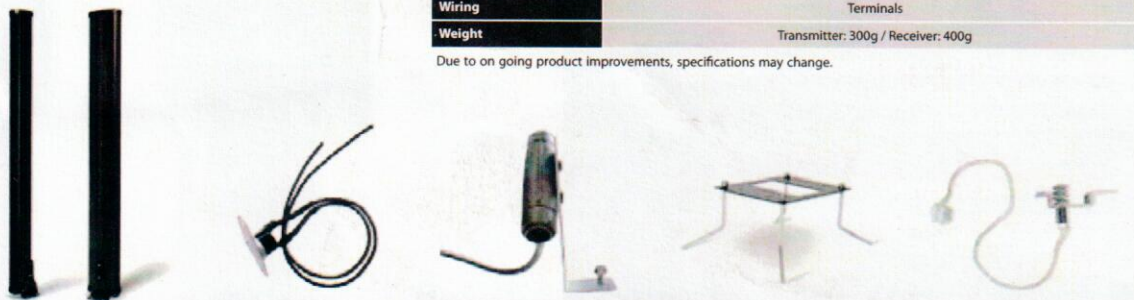 Wiring Terminals
Weight Transmitter: 300g / Receiver: 400g
Due to on going product improvements, specifications may change.